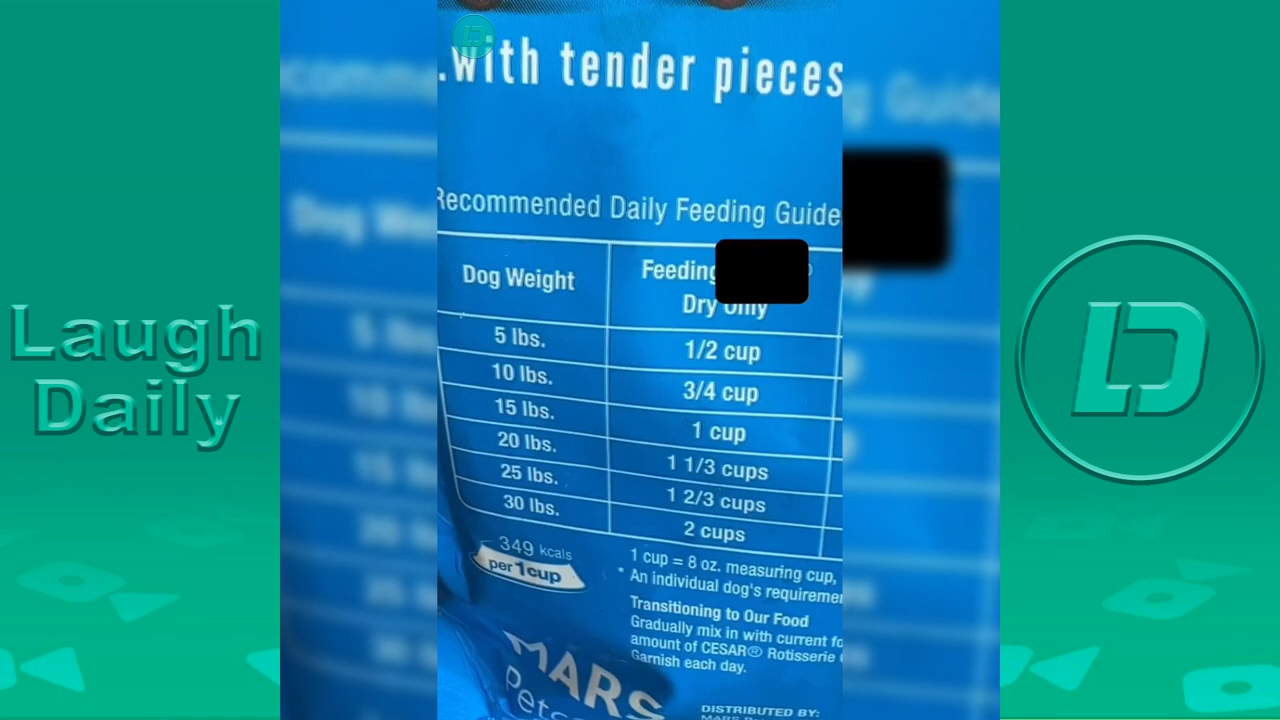 Laugh
Daily
LD
.with tender pieces
Recommended Daily Feeding Guide
Dog Weight
Feeding
Dry only
5 lbs.
1/2 cup
10 lbs.
3/4 cup
15 lbs.
1 cup
20 lbs.
1 1/3 cups
25 lbs.
1 2/3 cups
30 lbs.
2 cups
349 kcals
per 1 cup
1 cup = 8 oz. measuring cup,
* An individual dog's
Transitioning to Our Food
Gradually mix in with current
amount of CESAR® Rotisserie
Garnish each day.
MARS
DISTRIBUTED BY:
MARS